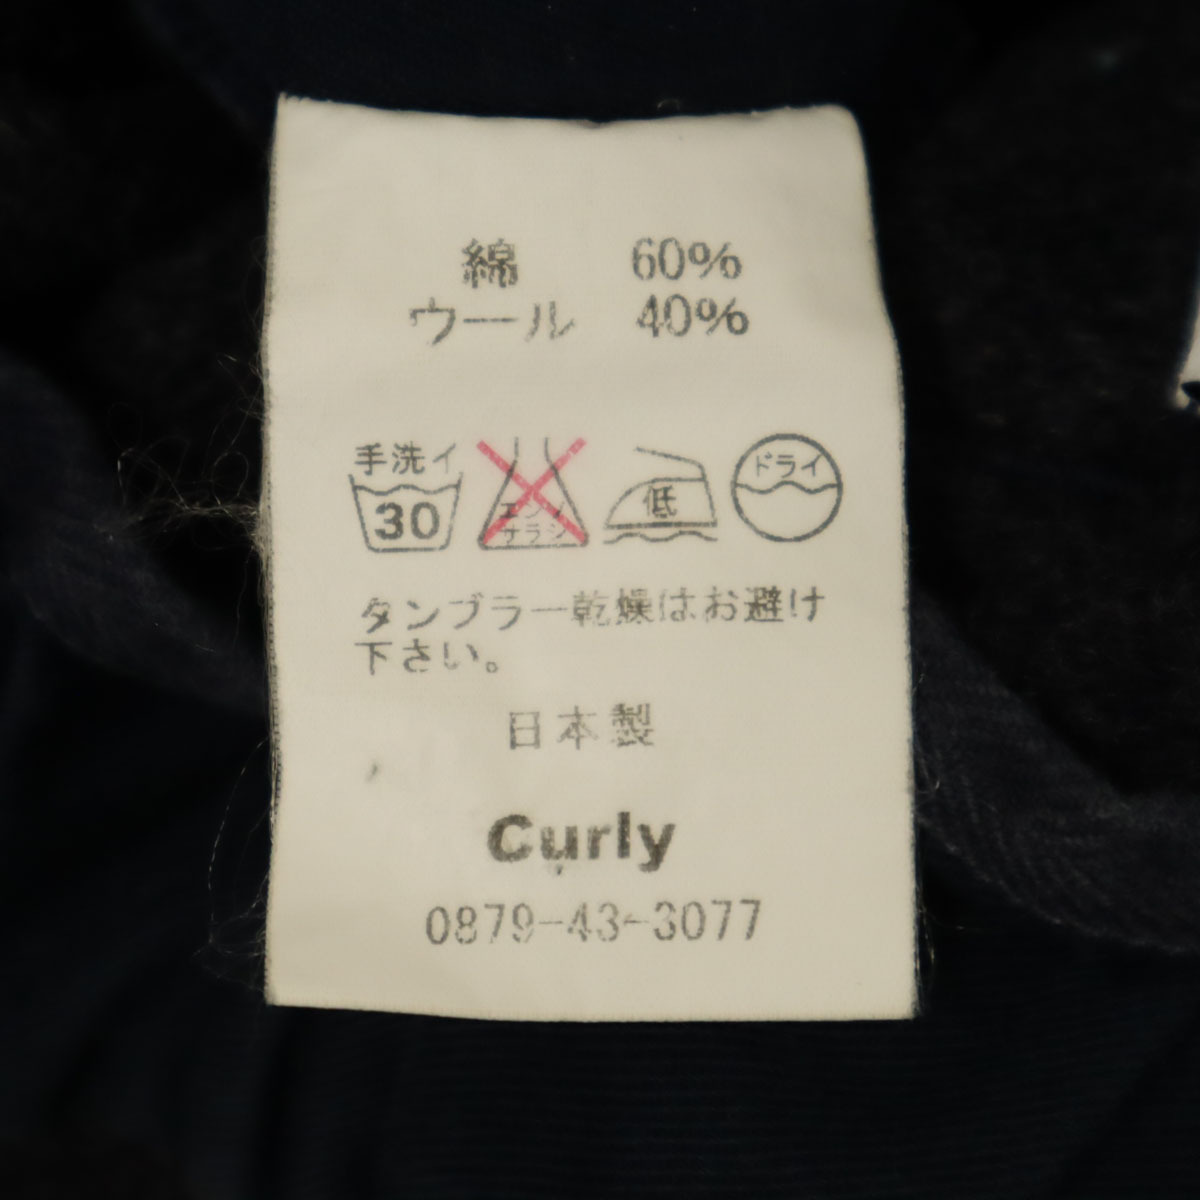 綿 60%
ウール 40%
手洗イ
30
エンソ
サラシ
低
ドライ
タンブラー乾燥はお避け
下さい。
日本製
Curly
0879-43-3077